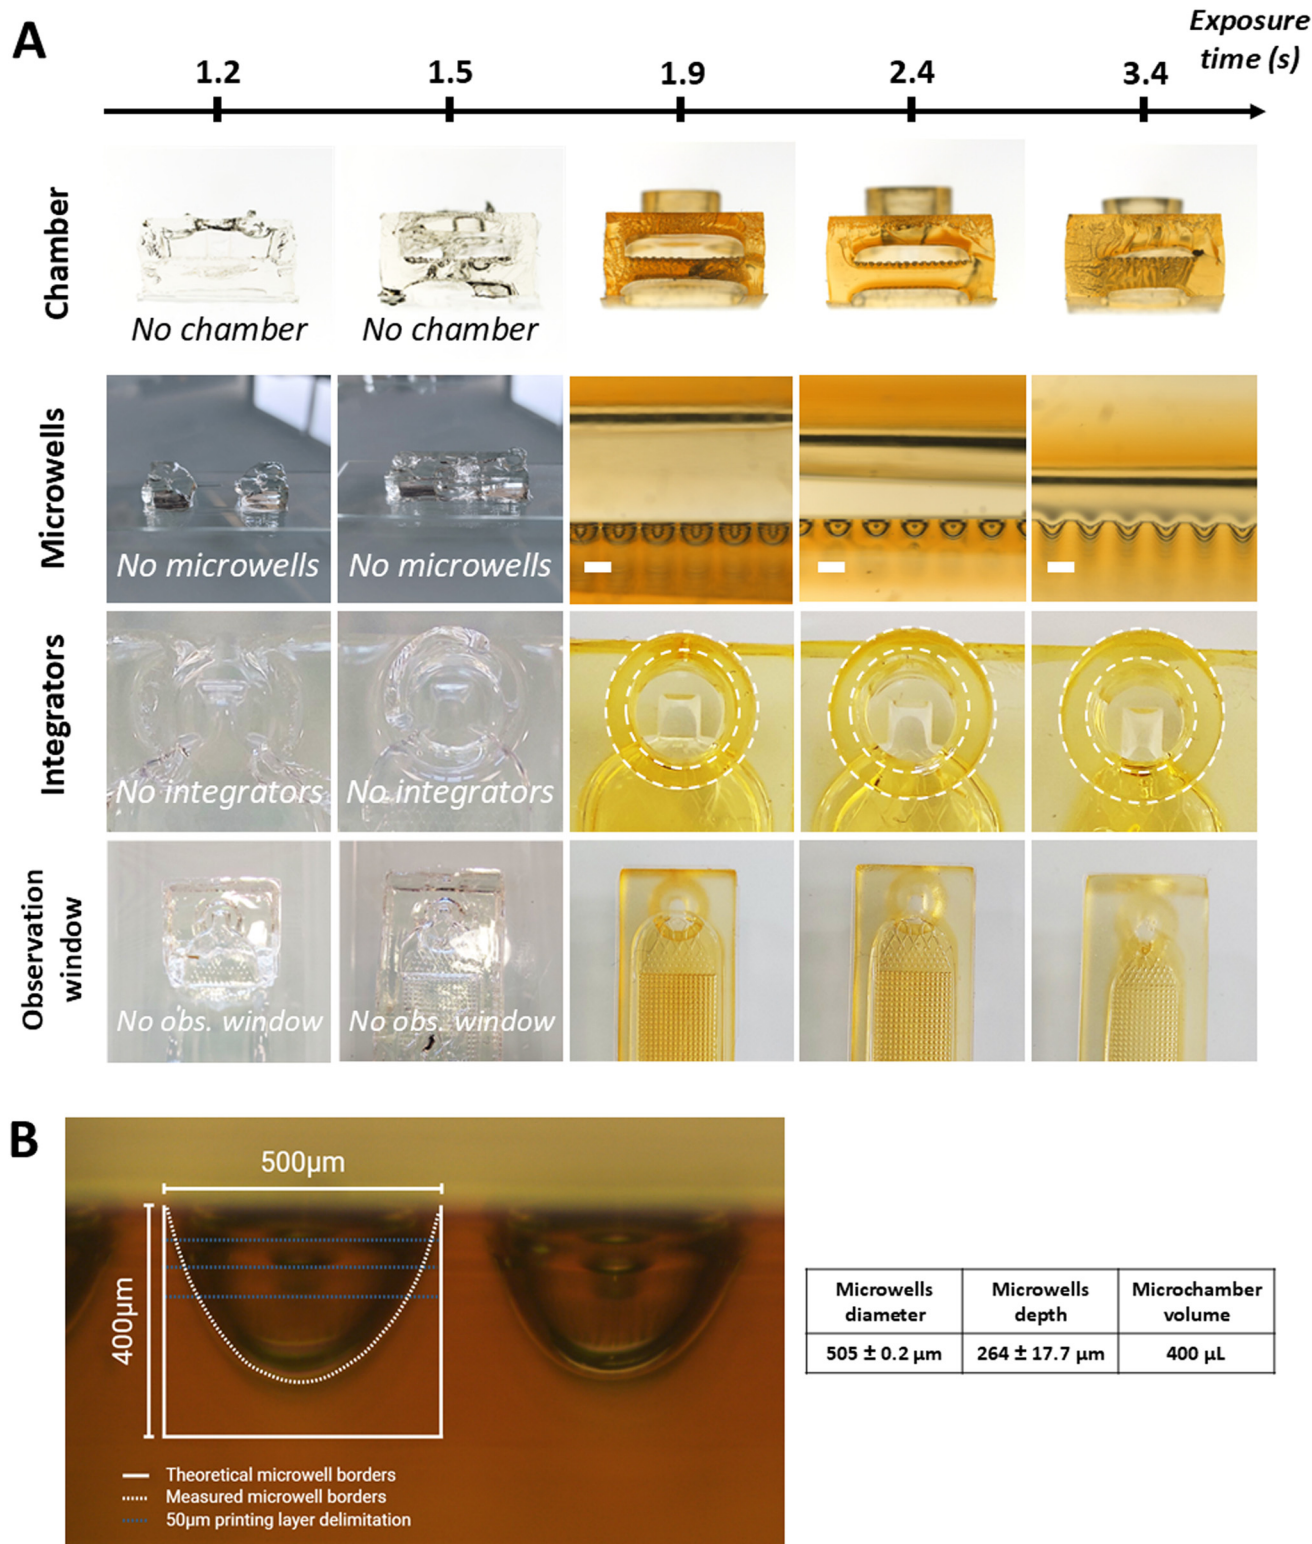 A
Exposure
time (s)
1.2
1.5
1.9
2.4
3.4
Chamber
No chamber
No chamber
Microwells
No microwells
No microwells
Integrators
No integrators
No integrators
Observation
window
No obs. window
No obs. window
B
500µm
400µm
Theoretical microwell borders
Measured microwell borders
50µm printing layer delimitation
Microwells
diameter
Microwells
depth
Microchamber
volume
505 ± 0.2 µm
264 ± 17.7 µm
400 µL